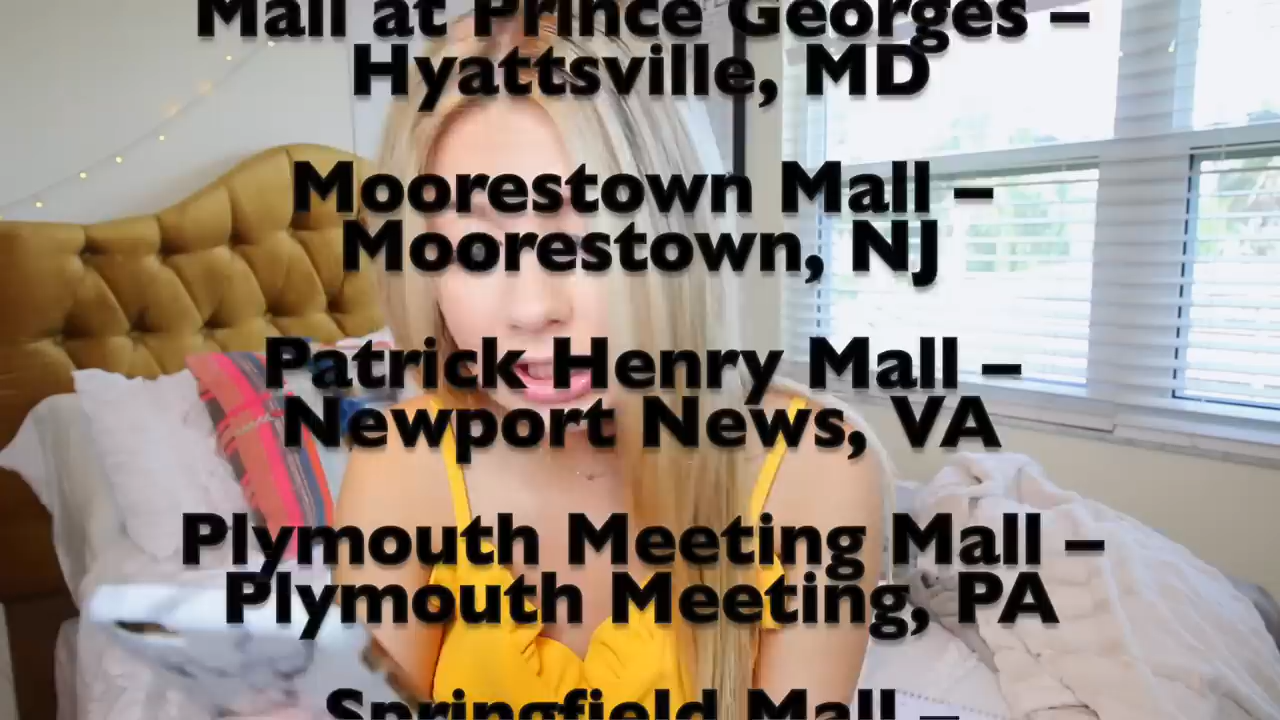 Mall at Prince Georges –
Hyattsville, MD
Moorestown Mall –
Moorestown, NJ
Patrick Henry Mall –
Newport News, VA
Plymouth Meeting Mall –
Plymouth Meeting, PA
Springfield Mall –